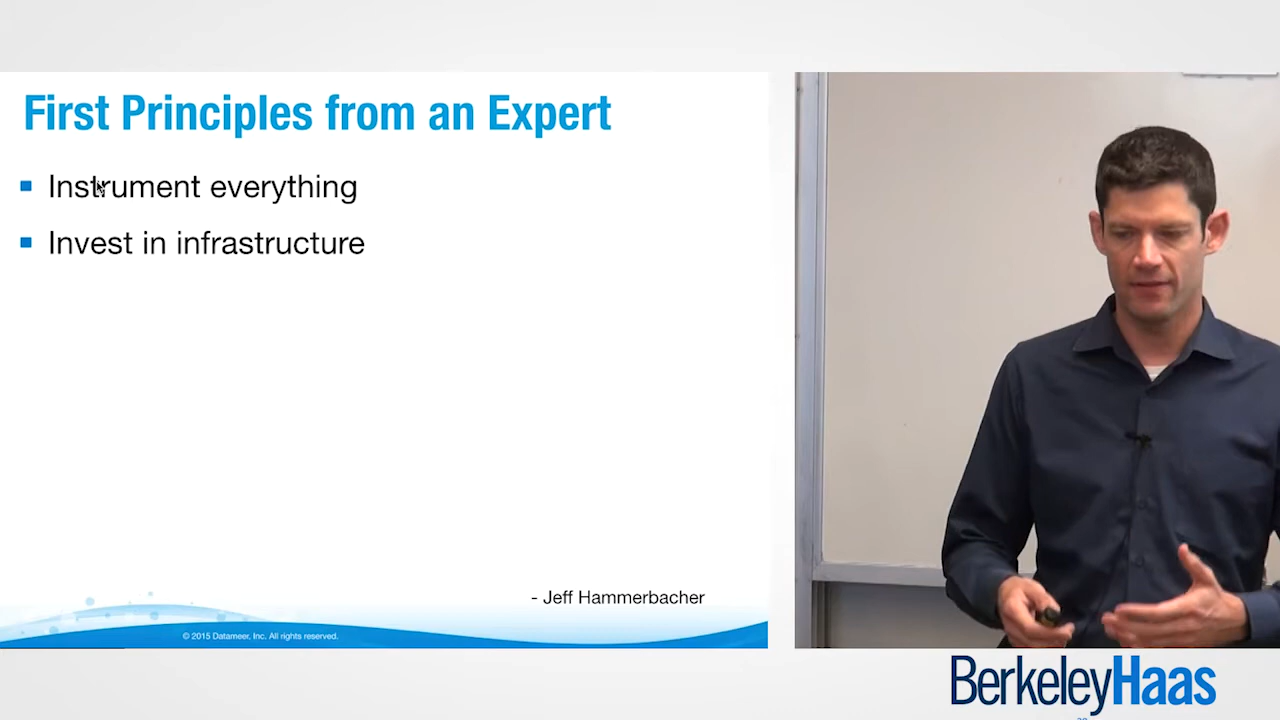 First Principles from an Expert
Instrument everything
Invest in infrastructure
- Jeff Hammerbacher
© 2015 Datameer, Inc. All rights reserved.
BerkeleyHaas